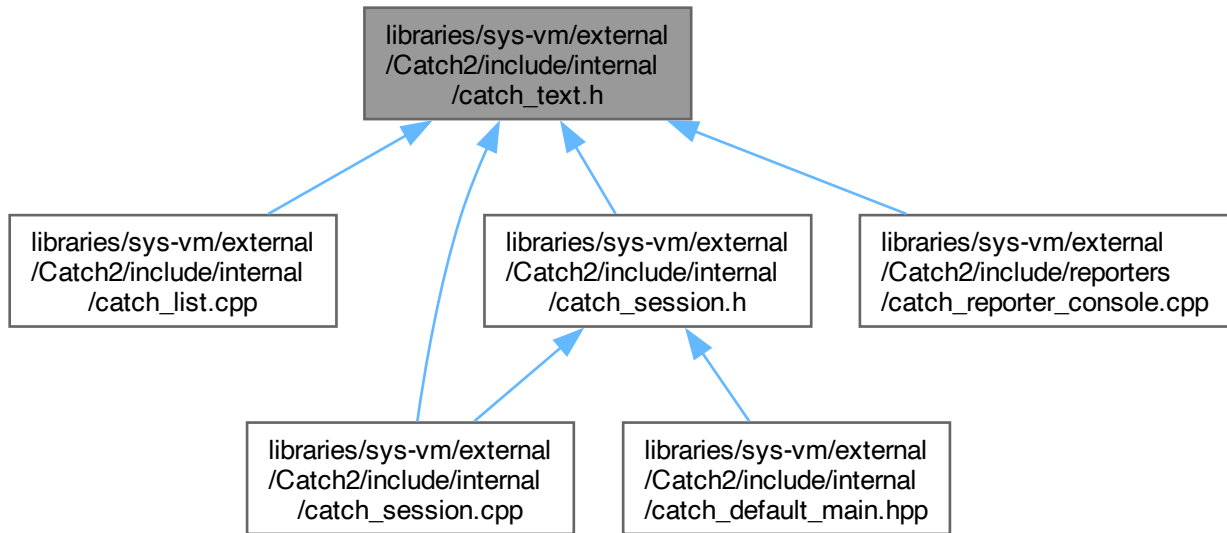 libraries/sys-vm/external
/Catch2/include/internal
/catch_text.h
libraries/sys-vm/external
/Catch2/include/internal
/catch_list.cpp
libraries/sys-vm/external
/Catch2/include/internal
/catch_session.h
libraries/sys-vm/external
/Catch2/include/reporters
/catch_reporter_console.cpp
libraries/sys-vm/external
/Catch2/include/internal
/catch_session.cpp
libraries/sys-vm/external
/Catch2/include/internal
/catch_default_main.hpp